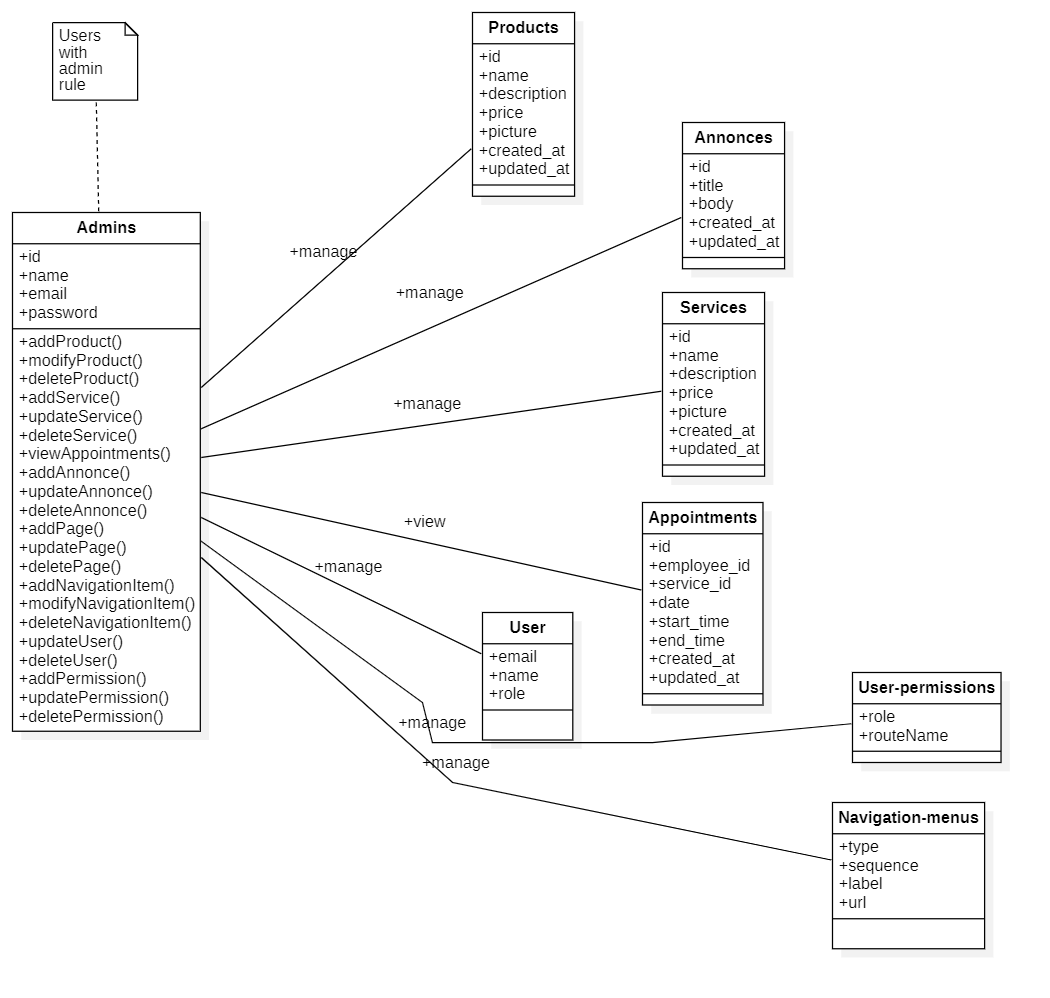 Users
with
admin
rule
Admins
+id
+name
+email
+password
+addProduct()
+modifyProduct()
+deleteProduct()
+addService()
+updateService()
+deleteService()
+viewAppointments()
+addAnnonce()
+updateAnnonce()
+deleteAnnonce()
+addPage()
+updatePage()
+deletePage()
+addNavigationItem()
+modifyNavigationItem()
+deleteNavigationItem()
+updateUser()
+deleteUser()
+addPermission()
+updatePermission()
+deletePermission()
+manage
+manage
+manage
+view
+manage
+manage
+manage
Products
+id
+name
+description
+price
+picture
+created_at
+updated_at
Annonces
+id
+title
+body
+created_at
+updated_at
Services
+id
+name
+description
+price
+picture
+created_at
+updated_at
Appointments
+id
+employee_id
+service_id
+date
+start_time
+end_time
+created_at
+updated_at
User
+email
+name
+role
User-permissions
+role
+routeName
Navigation-menus
+type
+sequence
+label
+url